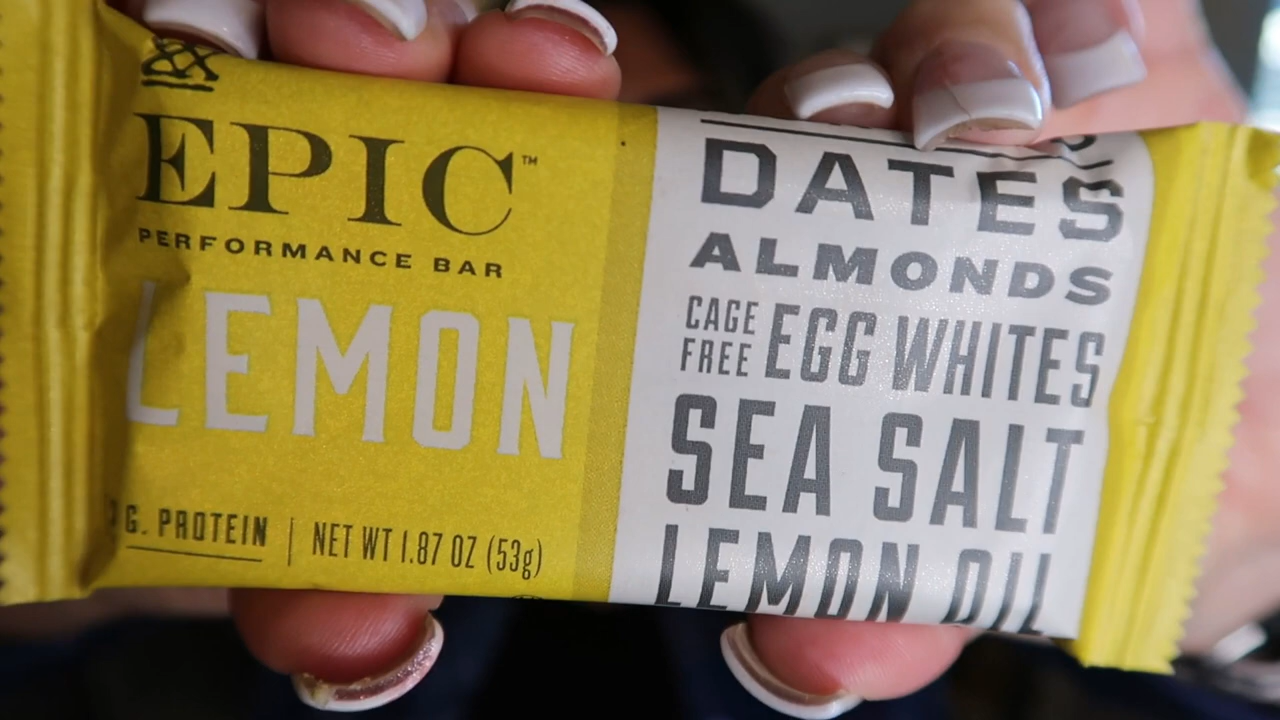 EPIC™
PERFORMANCE BAR
LEMON
G. PROTEIN | NET WT 1.87 OZ (53g)
DATES
ALMONDS
CAGE FREE EGG WHITES
SEA SALT
LEMON OIL